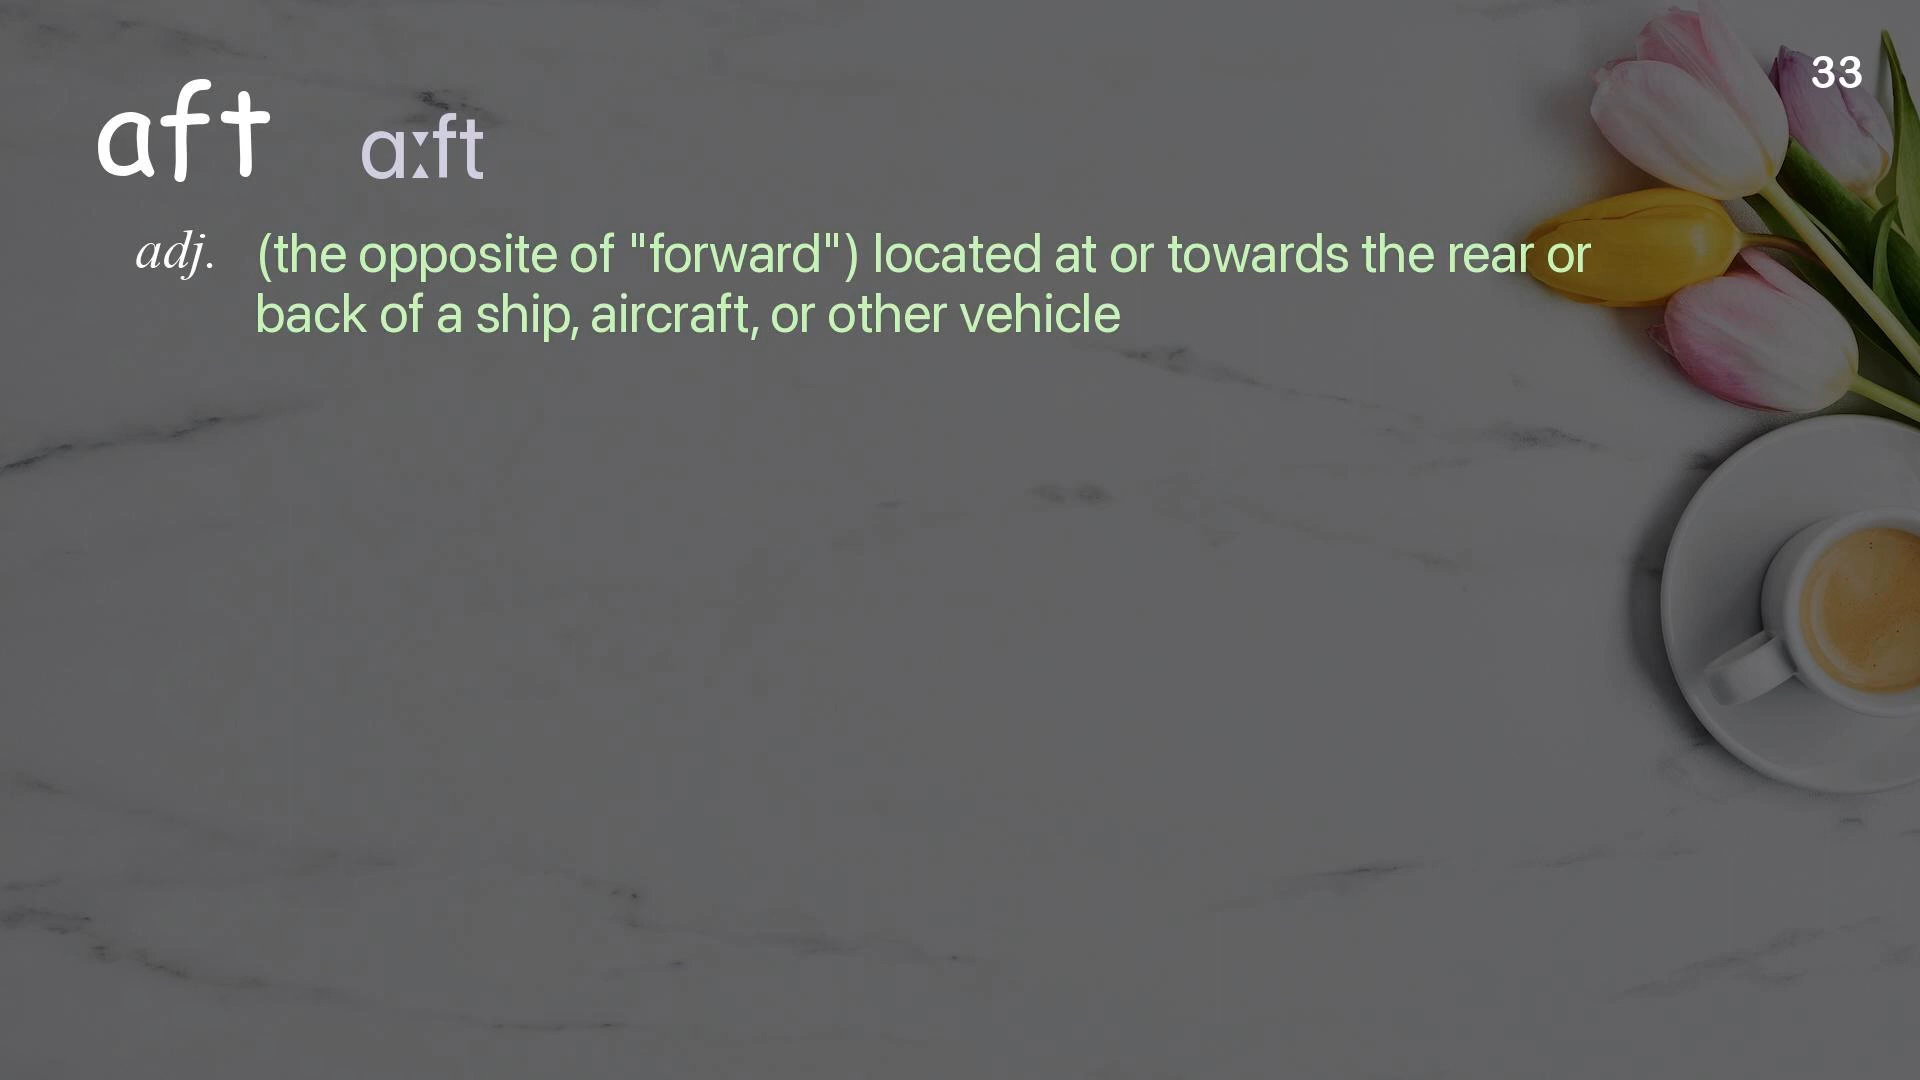 33
aft ɑːft
adj. (the opposite of "forward") located at or towards the rear or
back of a ship, aircraft, or other vehicle